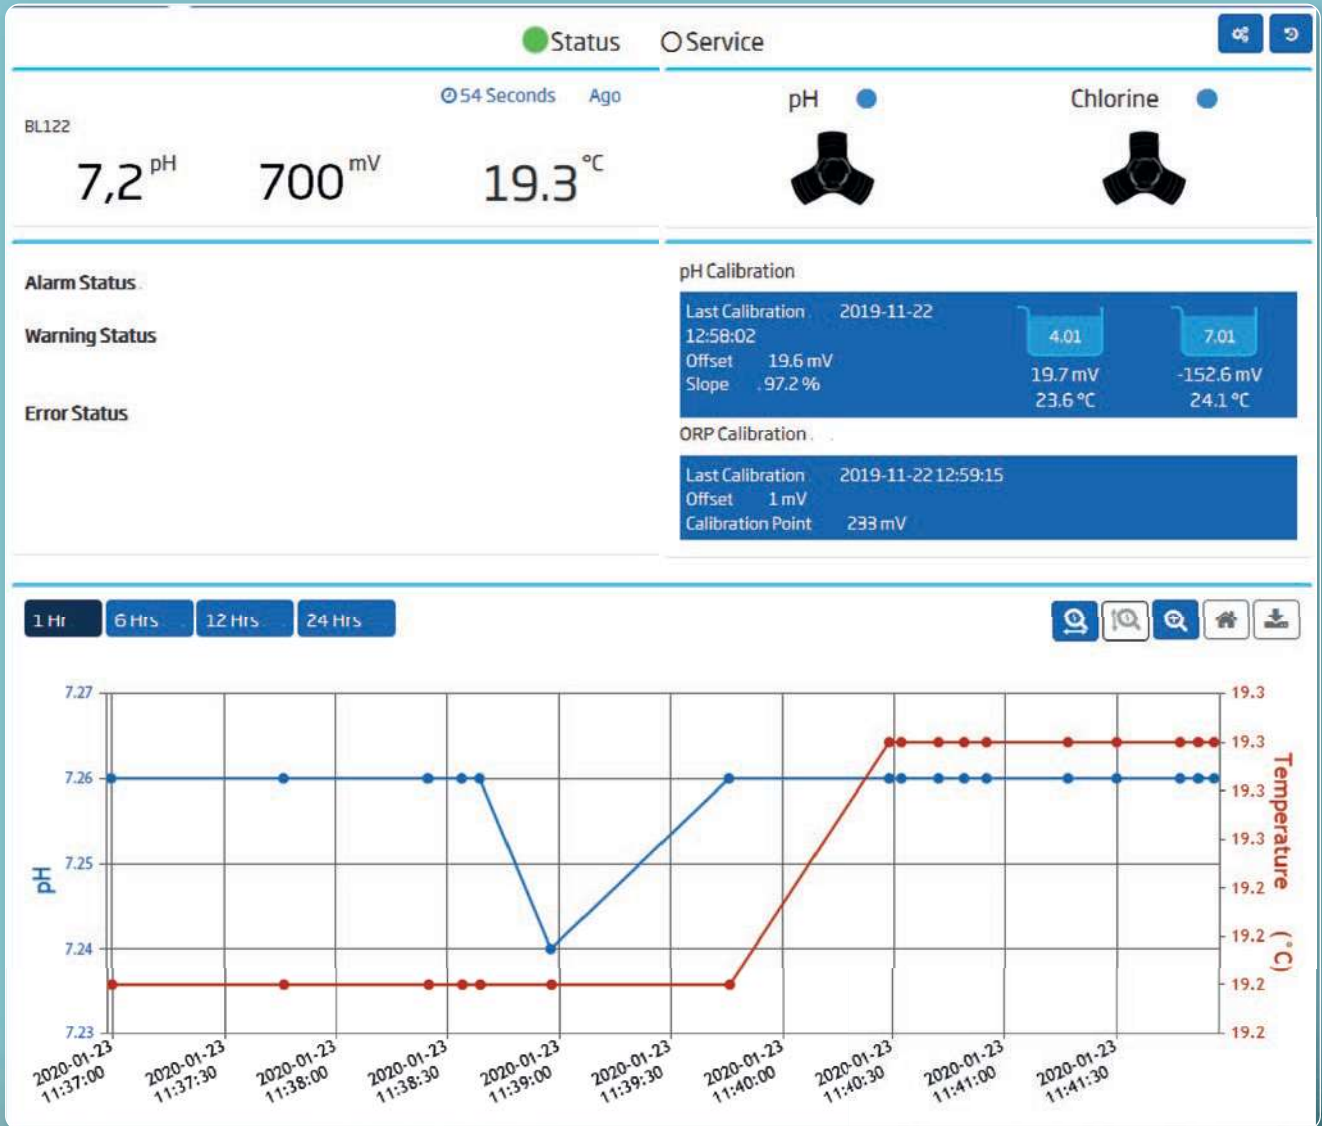 Status Service
54 Seconds Ago
BL122
7,2 pH 700 mV 19.3 °C
pH Chlorine
Alarm Status
Warning Status
Error Status
pH Calibration
Last Calibration 2019-11-22
12:58:02
Offset 19.6 mV
Slope . 97.2 %
4.01 7.01
19.7 mV -152.6 mV
23.6 °C 24.1 °C
ORP Calibration
Last Calibration 2019-11-22 12:59:15
Offset 1 mV
Calibration Point 233 mV
1 Hr 6 Hrs 12 Hrs 24 Hrs
7.27
7.26
7.25
7.24
7.23
pH
19.3
19.3
19.3
19.3
19.2
19.2
19.2
19.2
Temperature (°C)
2020-01-23
11:37:00
2020-01-23
11:37:30
2020-01-23
11:38:00
2020-01-23
11:38:30
2020-01-23
11:39:00
2020-01-23
11:39:30
2020-01-23
11:40:00
2020-01-23
11:40:30
2020-01-23
11:41:00
2020-01-23
11:41:30